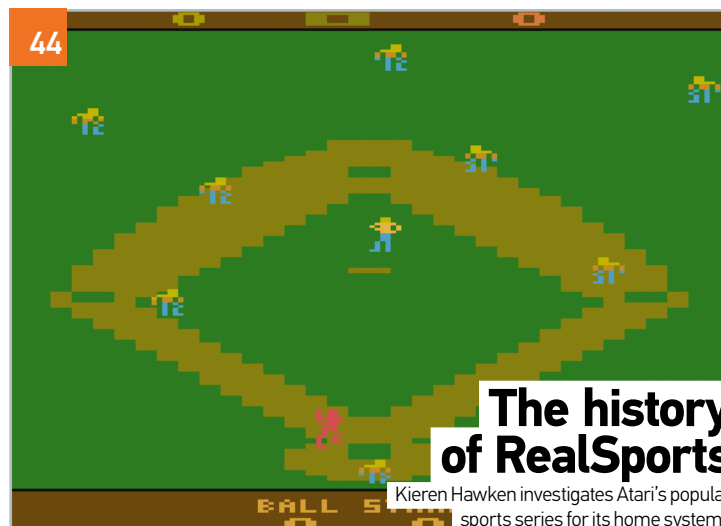 44
The history
of RealSports
Kieren Hawken investigates Atari's popula
sports series for its home system
BALL